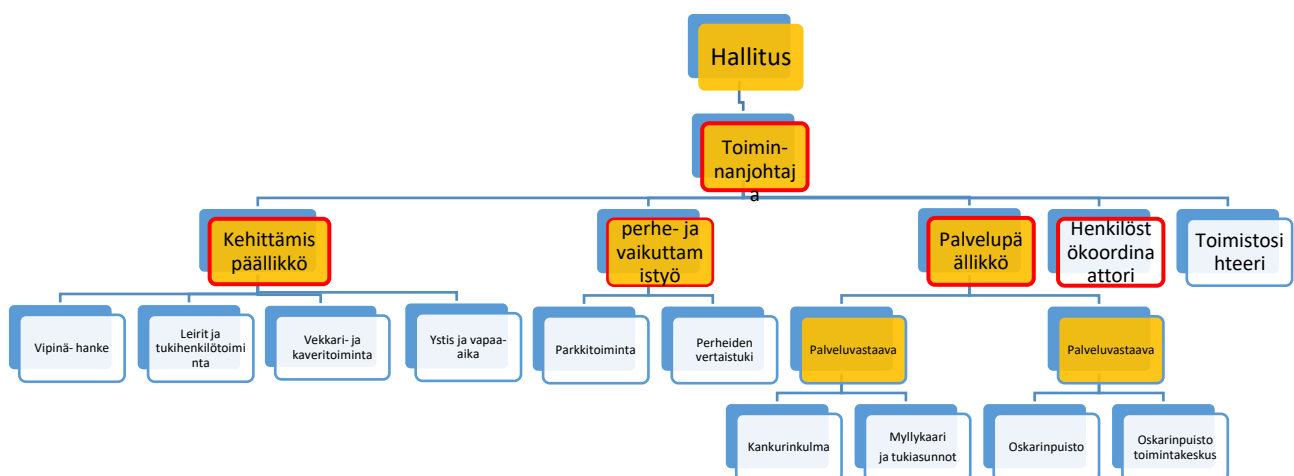 Hallitus
Toimin-
nanjohtaj
a
Kehittämis
päällikkö
perhe- ja
vaikuttam
istyö
Palvelupä
ällikkö
Henkilöst
ökoordina
attori
Toimistosi
hteeri
Vipinä- hanke
Leirit ja
tukihenkilötoimi
nta
Vekkari- ja
kaveritoiminta
Ystis ja vapaa-
aika
Parkkitoiminta
Perheiden
vertaistuki
Palveluvastaava
Palveluvastaava
Kankurinkulma
Myllykaari
ja tukiasunnot
Oskarinpuisto
Oskarinpuisto
toimintakeskus